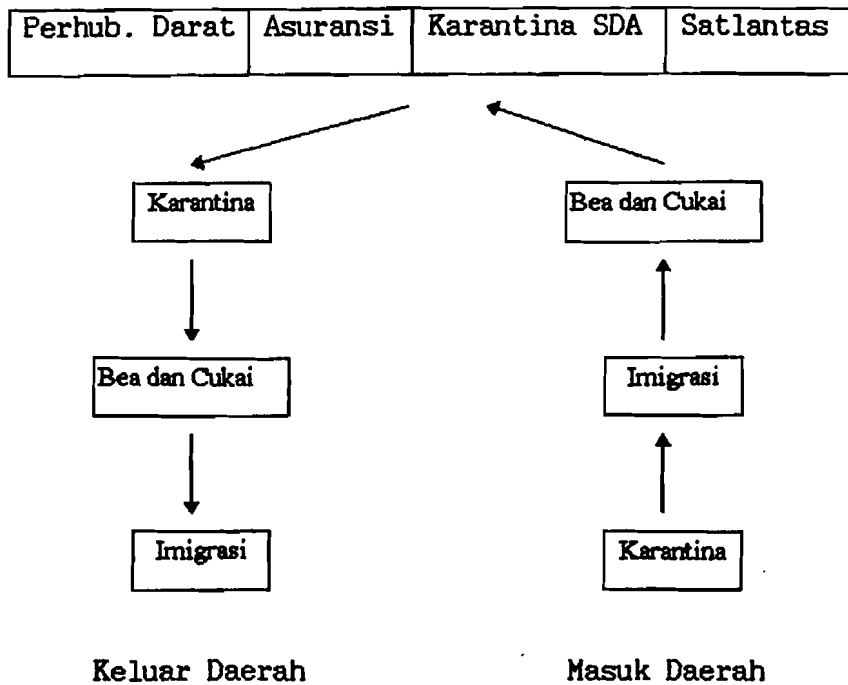 Perhub. Darat Asuransi Karantina SDA Satlantas
Karantina Bea dan Cukai
Bea dan Cukai Imigrasi
Imigrasi Karantina
Keluar Daerah Masuk Daerah